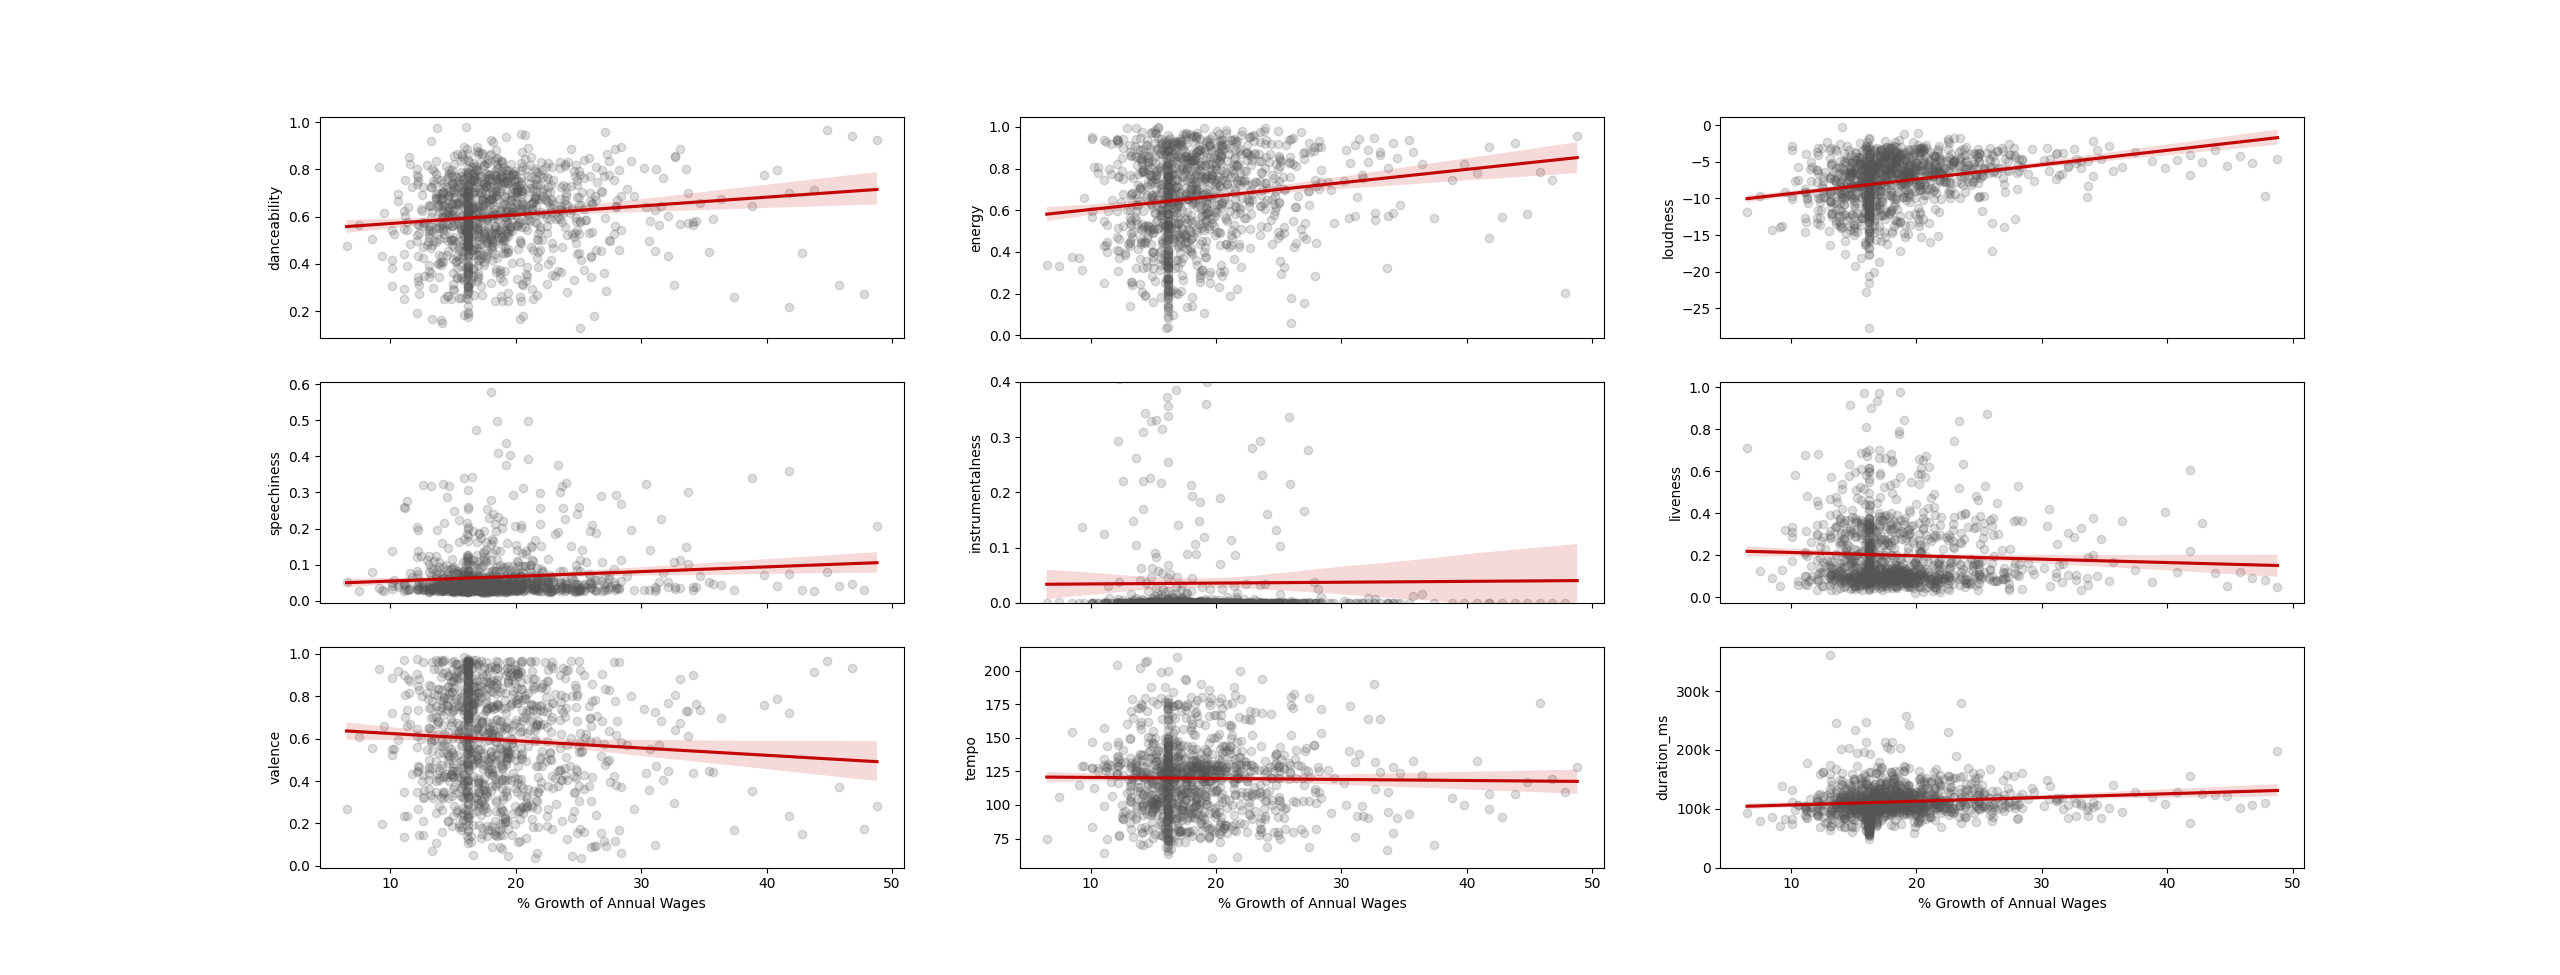 danceability
1.0
0.8
0.6
0.4
0.2
energy
1.0
0.8
0.6
0.4
0.2
0.0
loudness
0
−5
−10
−15
−20
−25
speechiness
0.6
0.5
0.4
0.3
0.2
0.1
0.0
instrumentalness
0.4
0.3
0.2
0.1
0.0
liveness
1.0
0.8
0.6
0.4
0.2
0.0
valence
1.0
0.8
0.6
0.4
0.2
0.0
10 20 30 40 50
% Growth of Annual Wages
tempo
200
175
150
125
100
75
10 20 30 40 50
% Growth of Annual Wages
duration_ms
300k
200k
100k
0
10 20 30 40 50
% Growth of Annual Wages